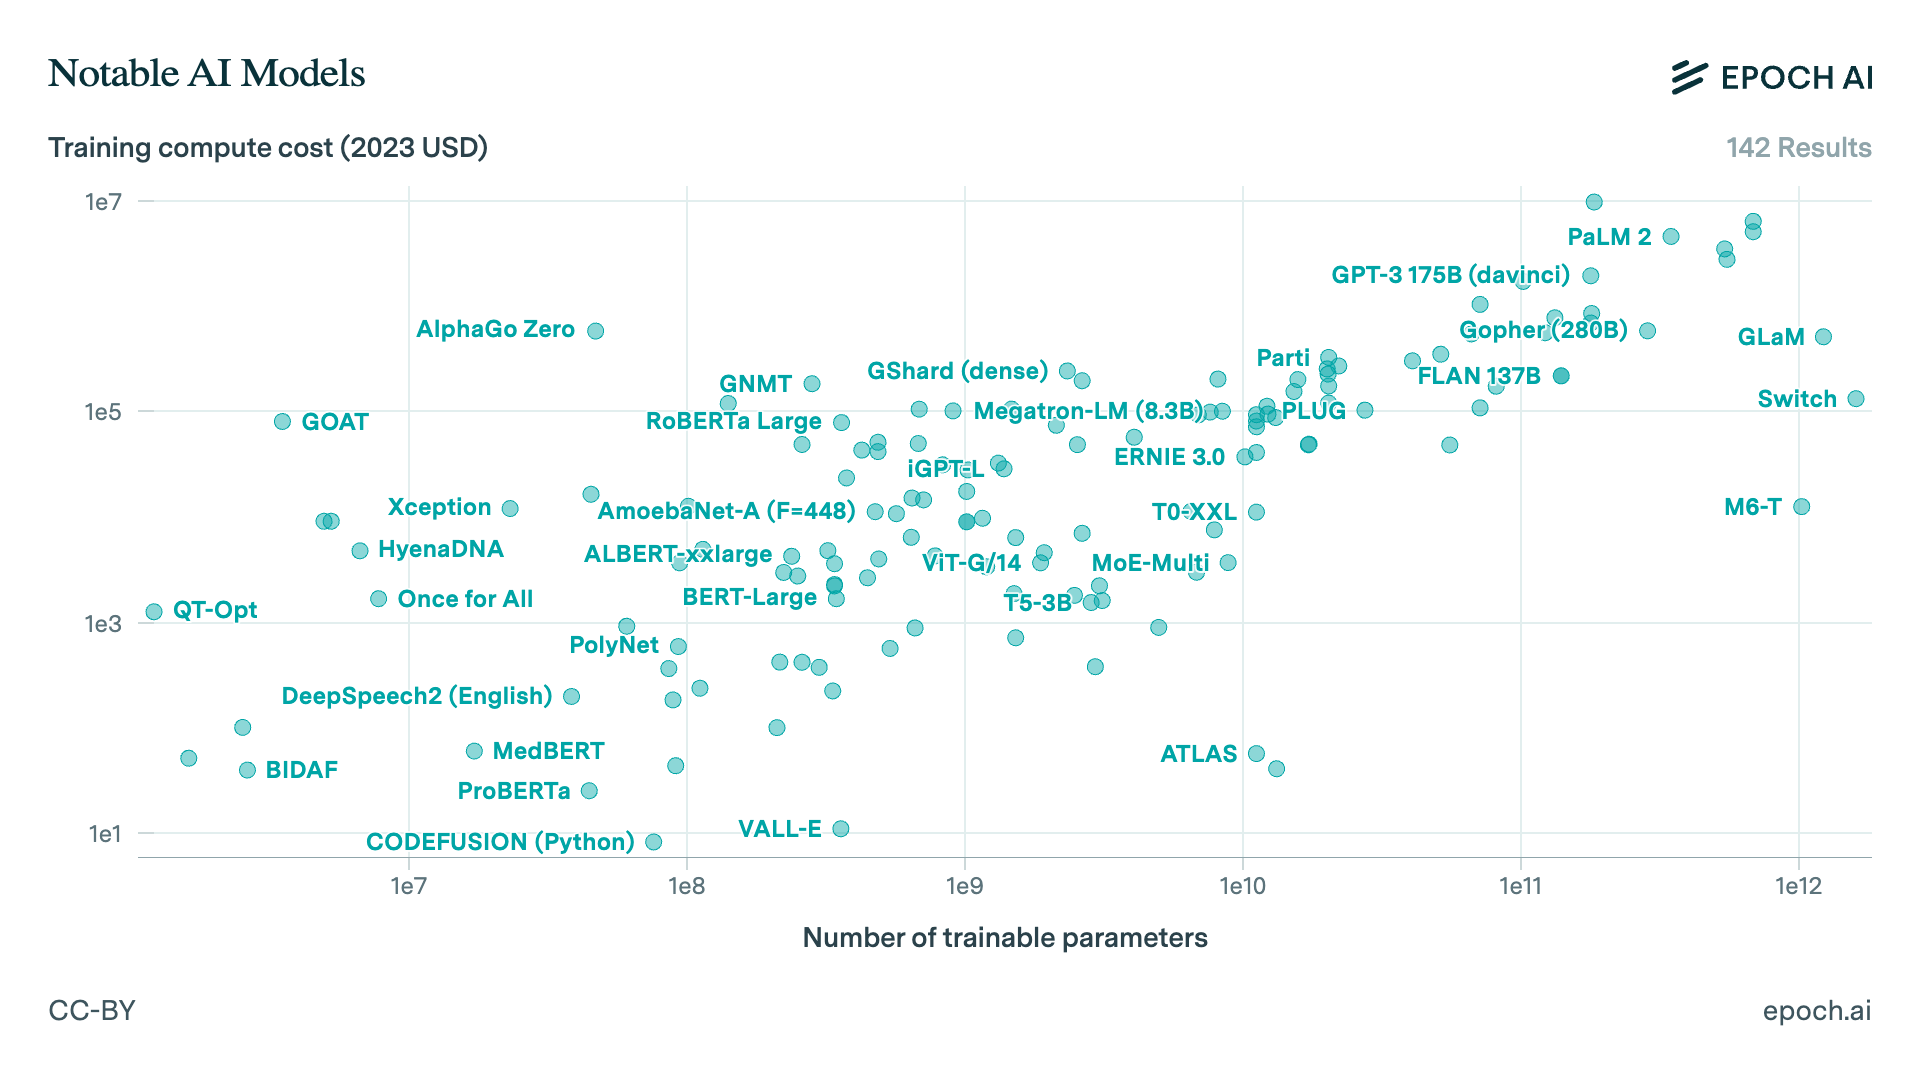 Notable AI Models
EPOCH AI
Training compute cost (2023 USD)
142 Results
1e7
PaLM 2
GPT-3 175B (davinci)
AlphaGo Zero
Gopher (280B)
GLaM
Parti
GShard (dense)
FLAN 137B
GNMT
Switch
1e5
Megatron-LM (8.3B)
PLUG
GOAT
RoBERTa Large
ERNIE 3.0
iGPT-L
Xception
AmoebaNet-A (F=448)
T0-XXL
M6-T
HyenaDNA
ALBERT-xxlarge
ViT-G/14
MoE-Multi
Once for All
BERT-Large
T5-3B
QT-Opt
1e3
PolyNet
DeepSpeech2 (English)
MedBERT
ATLAS
BIDAF
ProBERTa
VALL-E
1e1
CODEFUSION (Python)
1e7
1e8
1e9
1e10
1e11
1e12
Number of trainable parameters
CC-BY
epoch.ai